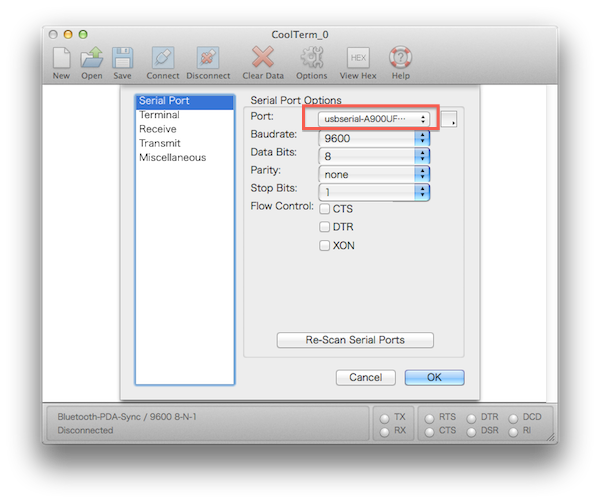 CoolTerm_0
New Open Save Connect Disconnect Clear Data Options HEX View Hex Help
Serial Port
Terminal
Receive
Transmit
Miscellaneous
Serial Port Options
Port: usbserial-A900UF…
Baudrate: 9600
Data Bits: 8
Parity: none
Stop Bits: 1
Flow Control: CTS
DTR
XON
Re-Scan Serial Ports
Cancel OK
Bluetooth-PDA-Sync / 9600 8-N-1
Disconnected
TX RTS DTR DCD
RX CTS DSR RI